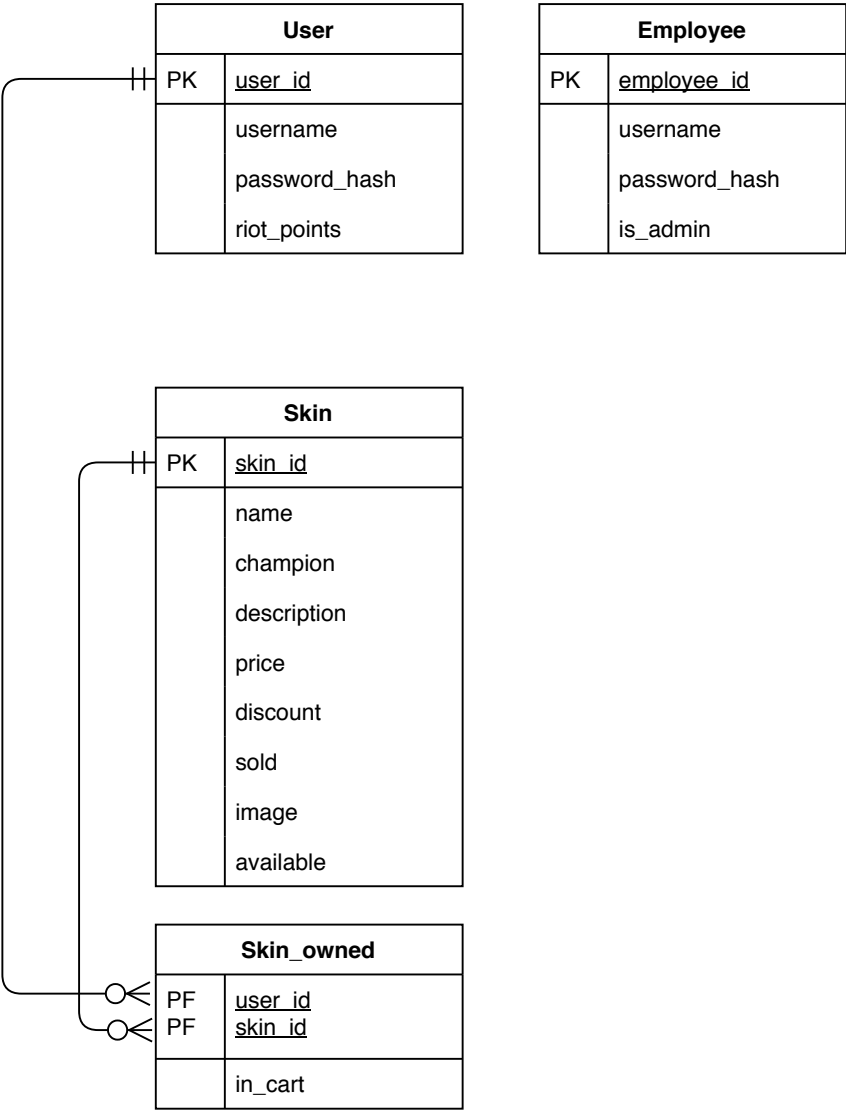 User
PK user_id
username
password_hash
riot_points
Employee
PK employee_id
username
password_hash
is_admin
Skin
PK skin_id
name
champion
description
price
discount
sold
image
available
Skin_owned
PF user_id
PF skin_id
in_cart